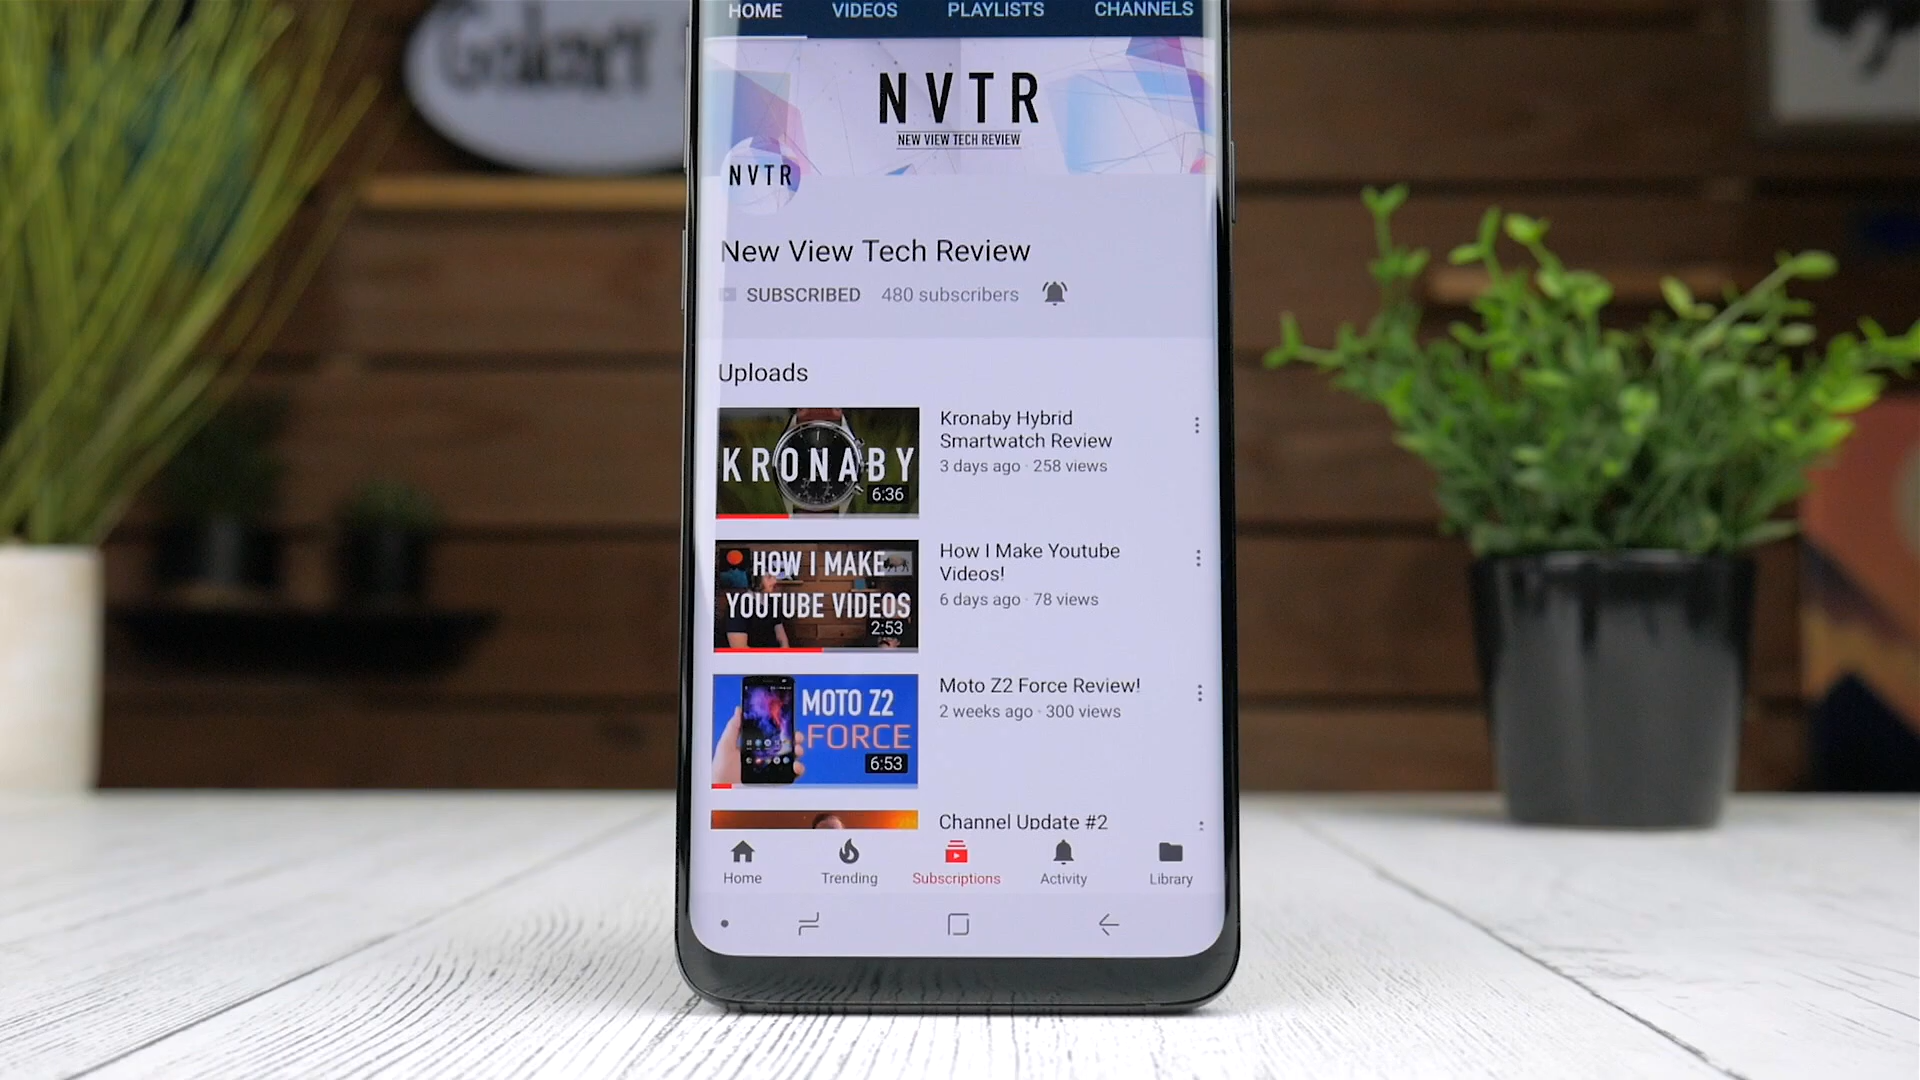 HOME VIDEOS PLAYLISTS CHANNELS
NVTR
NEW VIEW TECH REVIEW
NVTR
New View Tech Review
SUBSCRIBED 480 subscribers
Uploads
KRONABY
6:36
Kronaby Hybrid
Smartwatch Review
3 days ago · 258 views
HOW I MAKE
YOUTUBE VIDEOS
2:53
How I Make Youtube
Videos!
6 days ago · 78 views
MOTO Z2
FORCE
6:53
Moto Z2 Force Review!
2 weeks ago · 300 views
Channel Update #2
Home Trending Subscriptions Activity Library